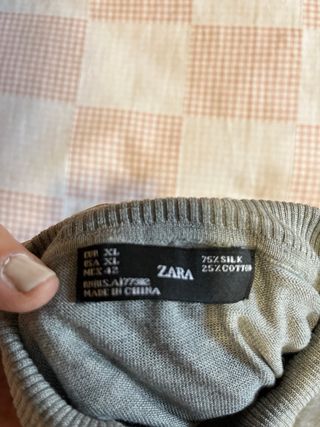 EUR XL
USA XL
MEX 42
ZARA
75% SILK
25% COTTON
MADE IN CHINA